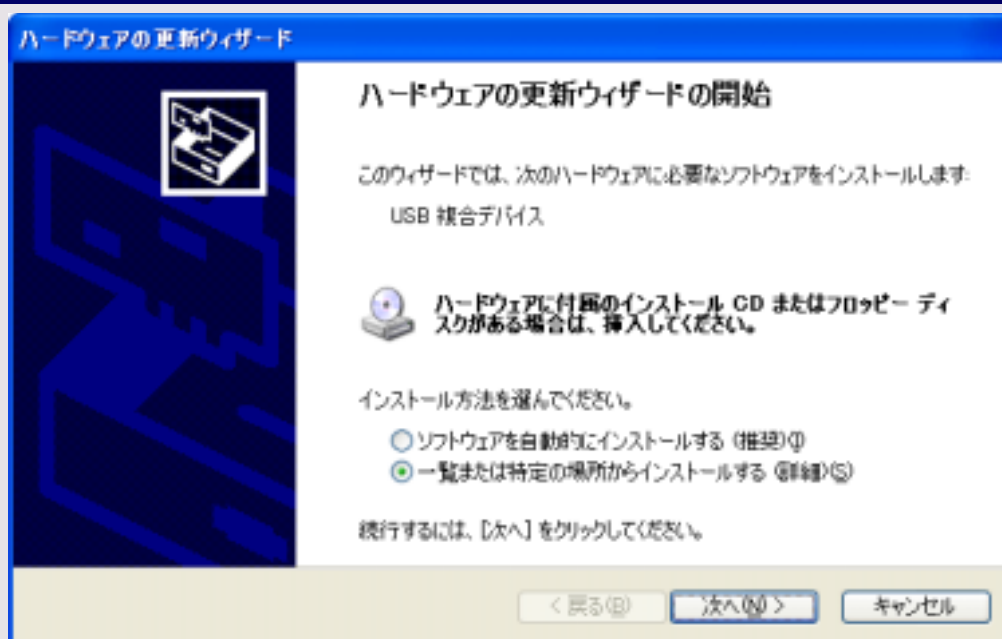 ハードウェアの更新ウィザード
ハードウェアの更新ウィザードの開始
このウィザードでは、次のハードウェアに必要なソフトウェアをインストールします:
USB 複合デバイス
ハードウェアに付属のインストール CD またはフロッピー ディ
スクがある場合は、挿入してください。
インストール方法を選んでください。
ソフトウェアを自動的にインストールする (推奨)(I)
一覧または特定の場所からインストールする (詳細)(S)
続行するには、[次へ] をクリックしてください。
< 戻る(B)
次へ(N) >
キャンセル